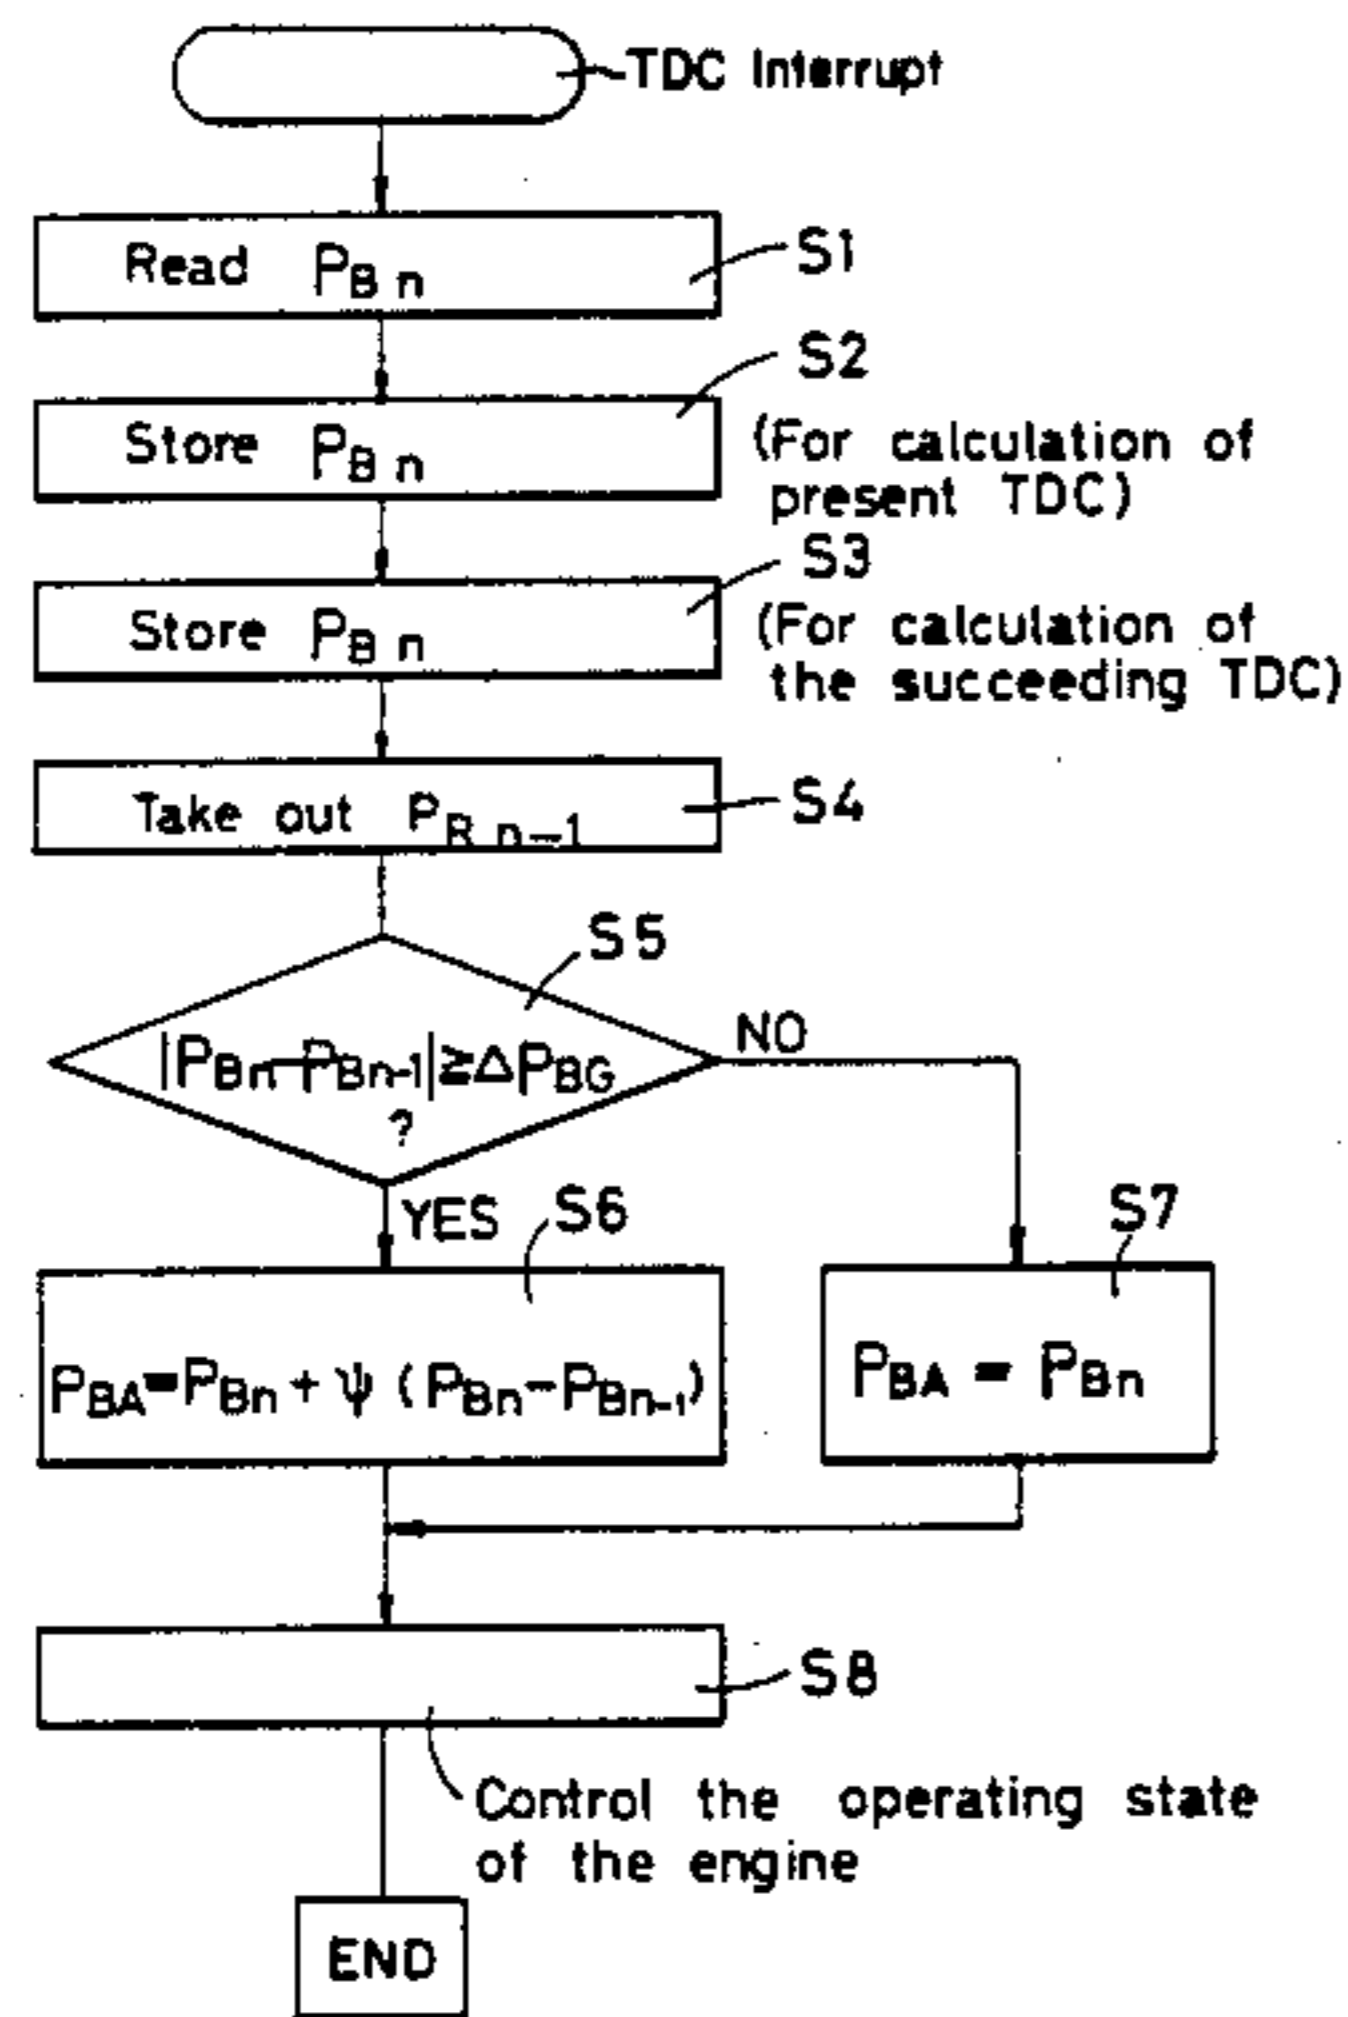 TDC Interrupt
Read PBn
S1
Store PBn
S2
(For calculation of
present TDC)
Store PBn
S3
(For calculation of
the succeeding TDC)
Take out PBn-1
S4
S5
|PBn-PBn-1|≧ΔPBG
?
NO
YES
S6
PBA=PBn+ψ(PBn-PBn-1)
S7
PBA = PBn
S8
Control the operating state
of the engine
END